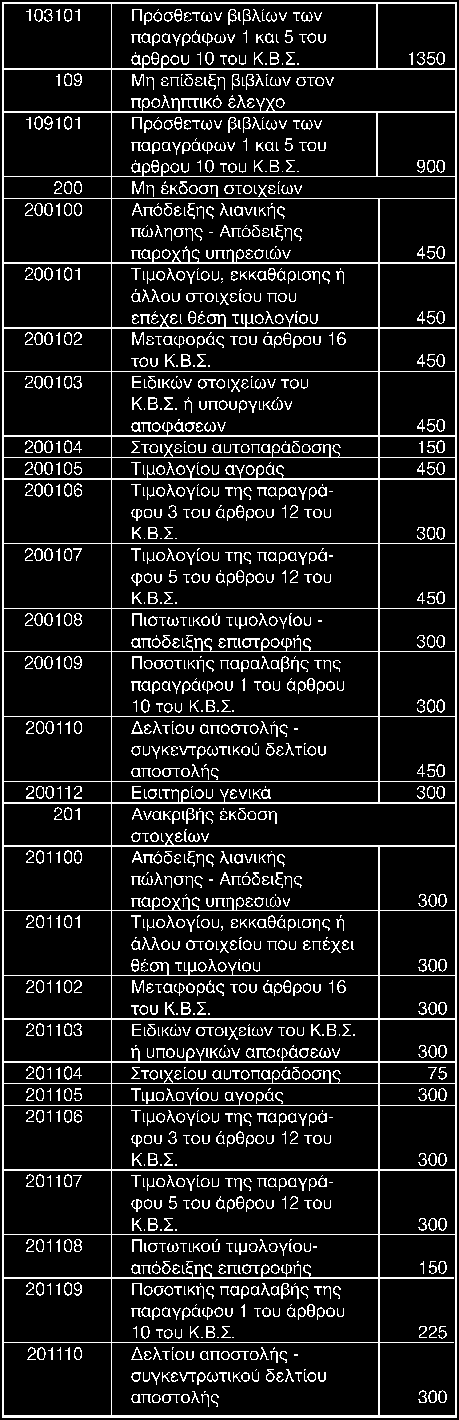 103101 Πρόσθετων βιβλίων των
παραγράφων 1 και 5 του
άρθρου 10 του Κ.Β.Σ. 1350
109 Μη επίδειξη βιβλίων στον
προληπτικό έλεγχο
109101 Πρόσθετων βιβλίων των
παραγράφων 1 και 5 του
άρθρου 10 του Κ.Β.Σ. 900
200 Μη έκδοση στοιχείων
200100 Απόδειξης λιανικής
πώλησης - Απόδειξης
παροχής υπηρεσιών 450
200101 Τιμολογίου, εκκαθάρισης ή
άλλου στοιχείου που
επέχει θέση τιμολογίου 450
200102 Μεταφοράς του άρθρου 16
του Κ.Β.Σ. 450
200103 Ειδικών στοιχείων του
Κ.Β.Σ. ή υπουργικών
αποφάσεων 450
200104 Στοιχείου αυτοπαράδοσης 150
200105 Τιμολογίου αγοράς 450
200106 Τιμολογίου της παραγρά-
φου 3 του άρθρου 12 του
Κ.Β.Σ. 300
200107 Τιμολογίου της παραγρά-
φου 5 του άρθρου 12 του
Κ.Β.Σ. 450
200108 Πιστωτικού τιμολογίου -
απόδειξης επιστροφής 300
200109 Ποσοτικής παραλαβής της
παραγράφου 1 του άρθρου
10 του Κ.Β.Σ. 300
200110 Δελτίου αποστολής -
συγκεντρωτικού δελτίου
αποστολής 450
200112 Εισιτηρίου γενικά 300
201 Ανακριβής έκδοση
στοιχείων
201100 Απόδειξης λιανικής
πώλησης - Απόδειξης
παροχής υπηρεσιών 300
201101 Τιμολογίου, εκκαθάρισης ή
άλλου στοιχείου που επέχει
θέση τιμολογίου 300
201102 Μεταφοράς του άρθρου 16
του Κ.Β.Σ. 300
201103 Ειδικών στοιχείων του Κ.Β.Σ.
ή υπουργικών αποφάσεων 300
201104 Στοιχείου αυτοπαράδοσης 75
201105 Τιμολογίου αγοράς 300
201106 Τιμολογίου της παραγρά-
φου 3 του άρθρου 12 του
Κ.Β.Σ. 300
201107 Τιμολογίου της παραγρά-
φου 5 του άρθρου 12 του
Κ.Β.Σ. 300
201108 Πιστωτικού τιμολογίου-
απόδειξης επιστροφής 150
201109 Ποσοτικής παραλαβής της
παραγράφου 1 του άρθρου
10 του Κ.Β.Σ. 225
201110 Δελτίου αποστολής -
συγκεντρωτικού δελτίου
αποστολής 300